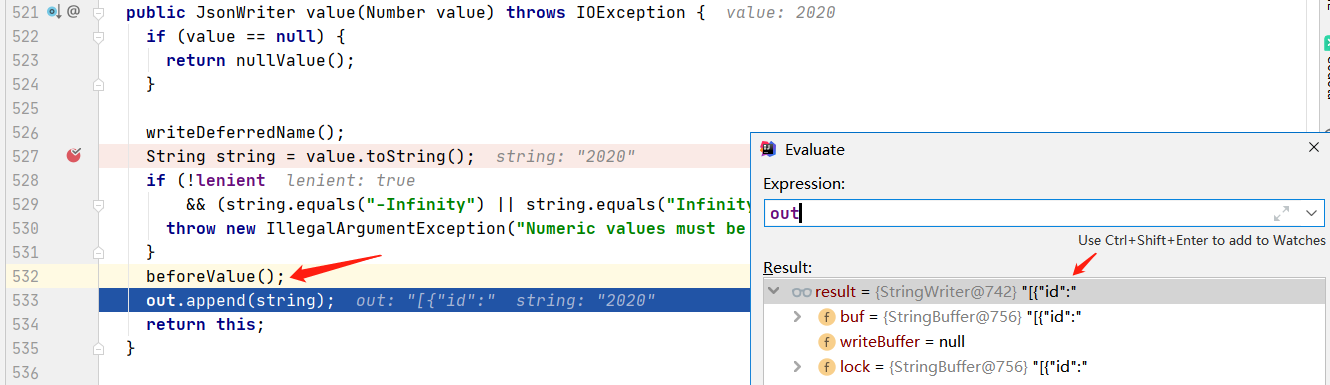 521 @ public JsonWriter value(Number value) throws IOException { value: 2020
522 if (value == null) {
523 return nullValue();
524 }
525
526 writeDeferredName();
527 String string = value.toString(); string: "2020"
528 if (!lenient lenient: true
529 && (string.equals("-Infinity") || string.equals("Infinity
530 throw new IllegalArgumentException("Numeric values must be
531 }
532 beforeValue();
533 out.append(string); out: "[{"id":" string: "2020"
534 return this;
535 }
536
Evaluate
Expression:
out
Use Ctrl+Shift+Enter to add to Watches
Result:
result = {StringWriter@742} "[{"id":"
f buf = {StringBuffer@756} "[{"id":"
f writeBuffer = null
f lock = {StringBuffer@756} "[{"id":"